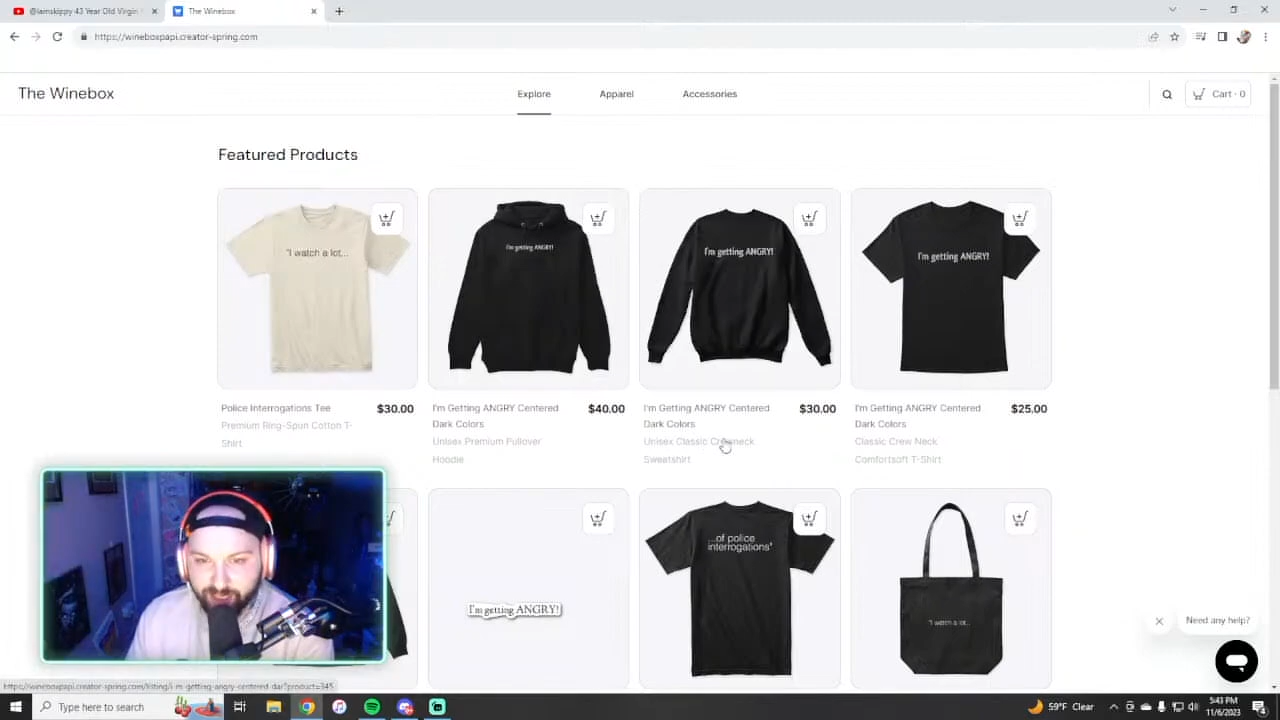 @Iamskippy 43 Year Old Virgin
The Winebox
https://wineboxpapi.creator-spring.com
The Winebox
Explore
Apparel
Accessories
Cart · 0
Featured Products
"I watch a lot...
I'm getting ANGRY!
I'm getting ANGRY!
I'm getting ANGRY!
Police Interrogations Tee
$30.00
Premium Ring-Spun Cotton T-
Shirt
I'm Getting ANGRY Centered
Dark Colors
$40.00
Unisex Premium Pullover
Hoodie
I'm Getting ANGRY Centered
Dark Colors
$30.00
Unisex Classic Crewneck
Sweatshirt
I'm Getting ANGRY Centered
Dark Colors
$25.00
Classic Crew Neck
Comfortsoft T-Shirt
I'm getting ANGRY!
...of police
interrogations"
"I watch a lot...
Need any help?
https://wineboxpapi.creator-spring.com/listing/i-m-getting-angry-centered-dar?product=345
Type here to search
59°F Clear
5:43 PM
11/6/2023
4